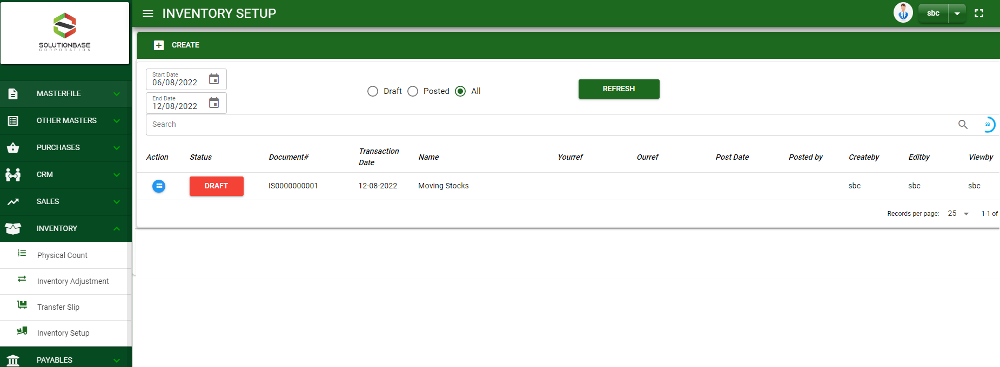 SOLUTIONBASE
CORPORATION
MASTERFILE
OTHER MASTERS
PURCHASES
CRM
SALES
INVENTORY
Physical Count
Inventory Adjustment
Transfer Slip
Inventory Setup
PAYABLES
INVENTORY SETUP
sbc
CREATE
Start Date
06/08/2022
End Date
12/08/2022
Draft Posted All
REFRESH
Search
33
Action Status Document# Transaction Date Name Yourref Ourref Post Date Posted by Createby Editby Viewby
DRAFT IS0000000001 12-08-2022 Moving Stocks sbc sbc sbc
Records per page: 25 1-1 of